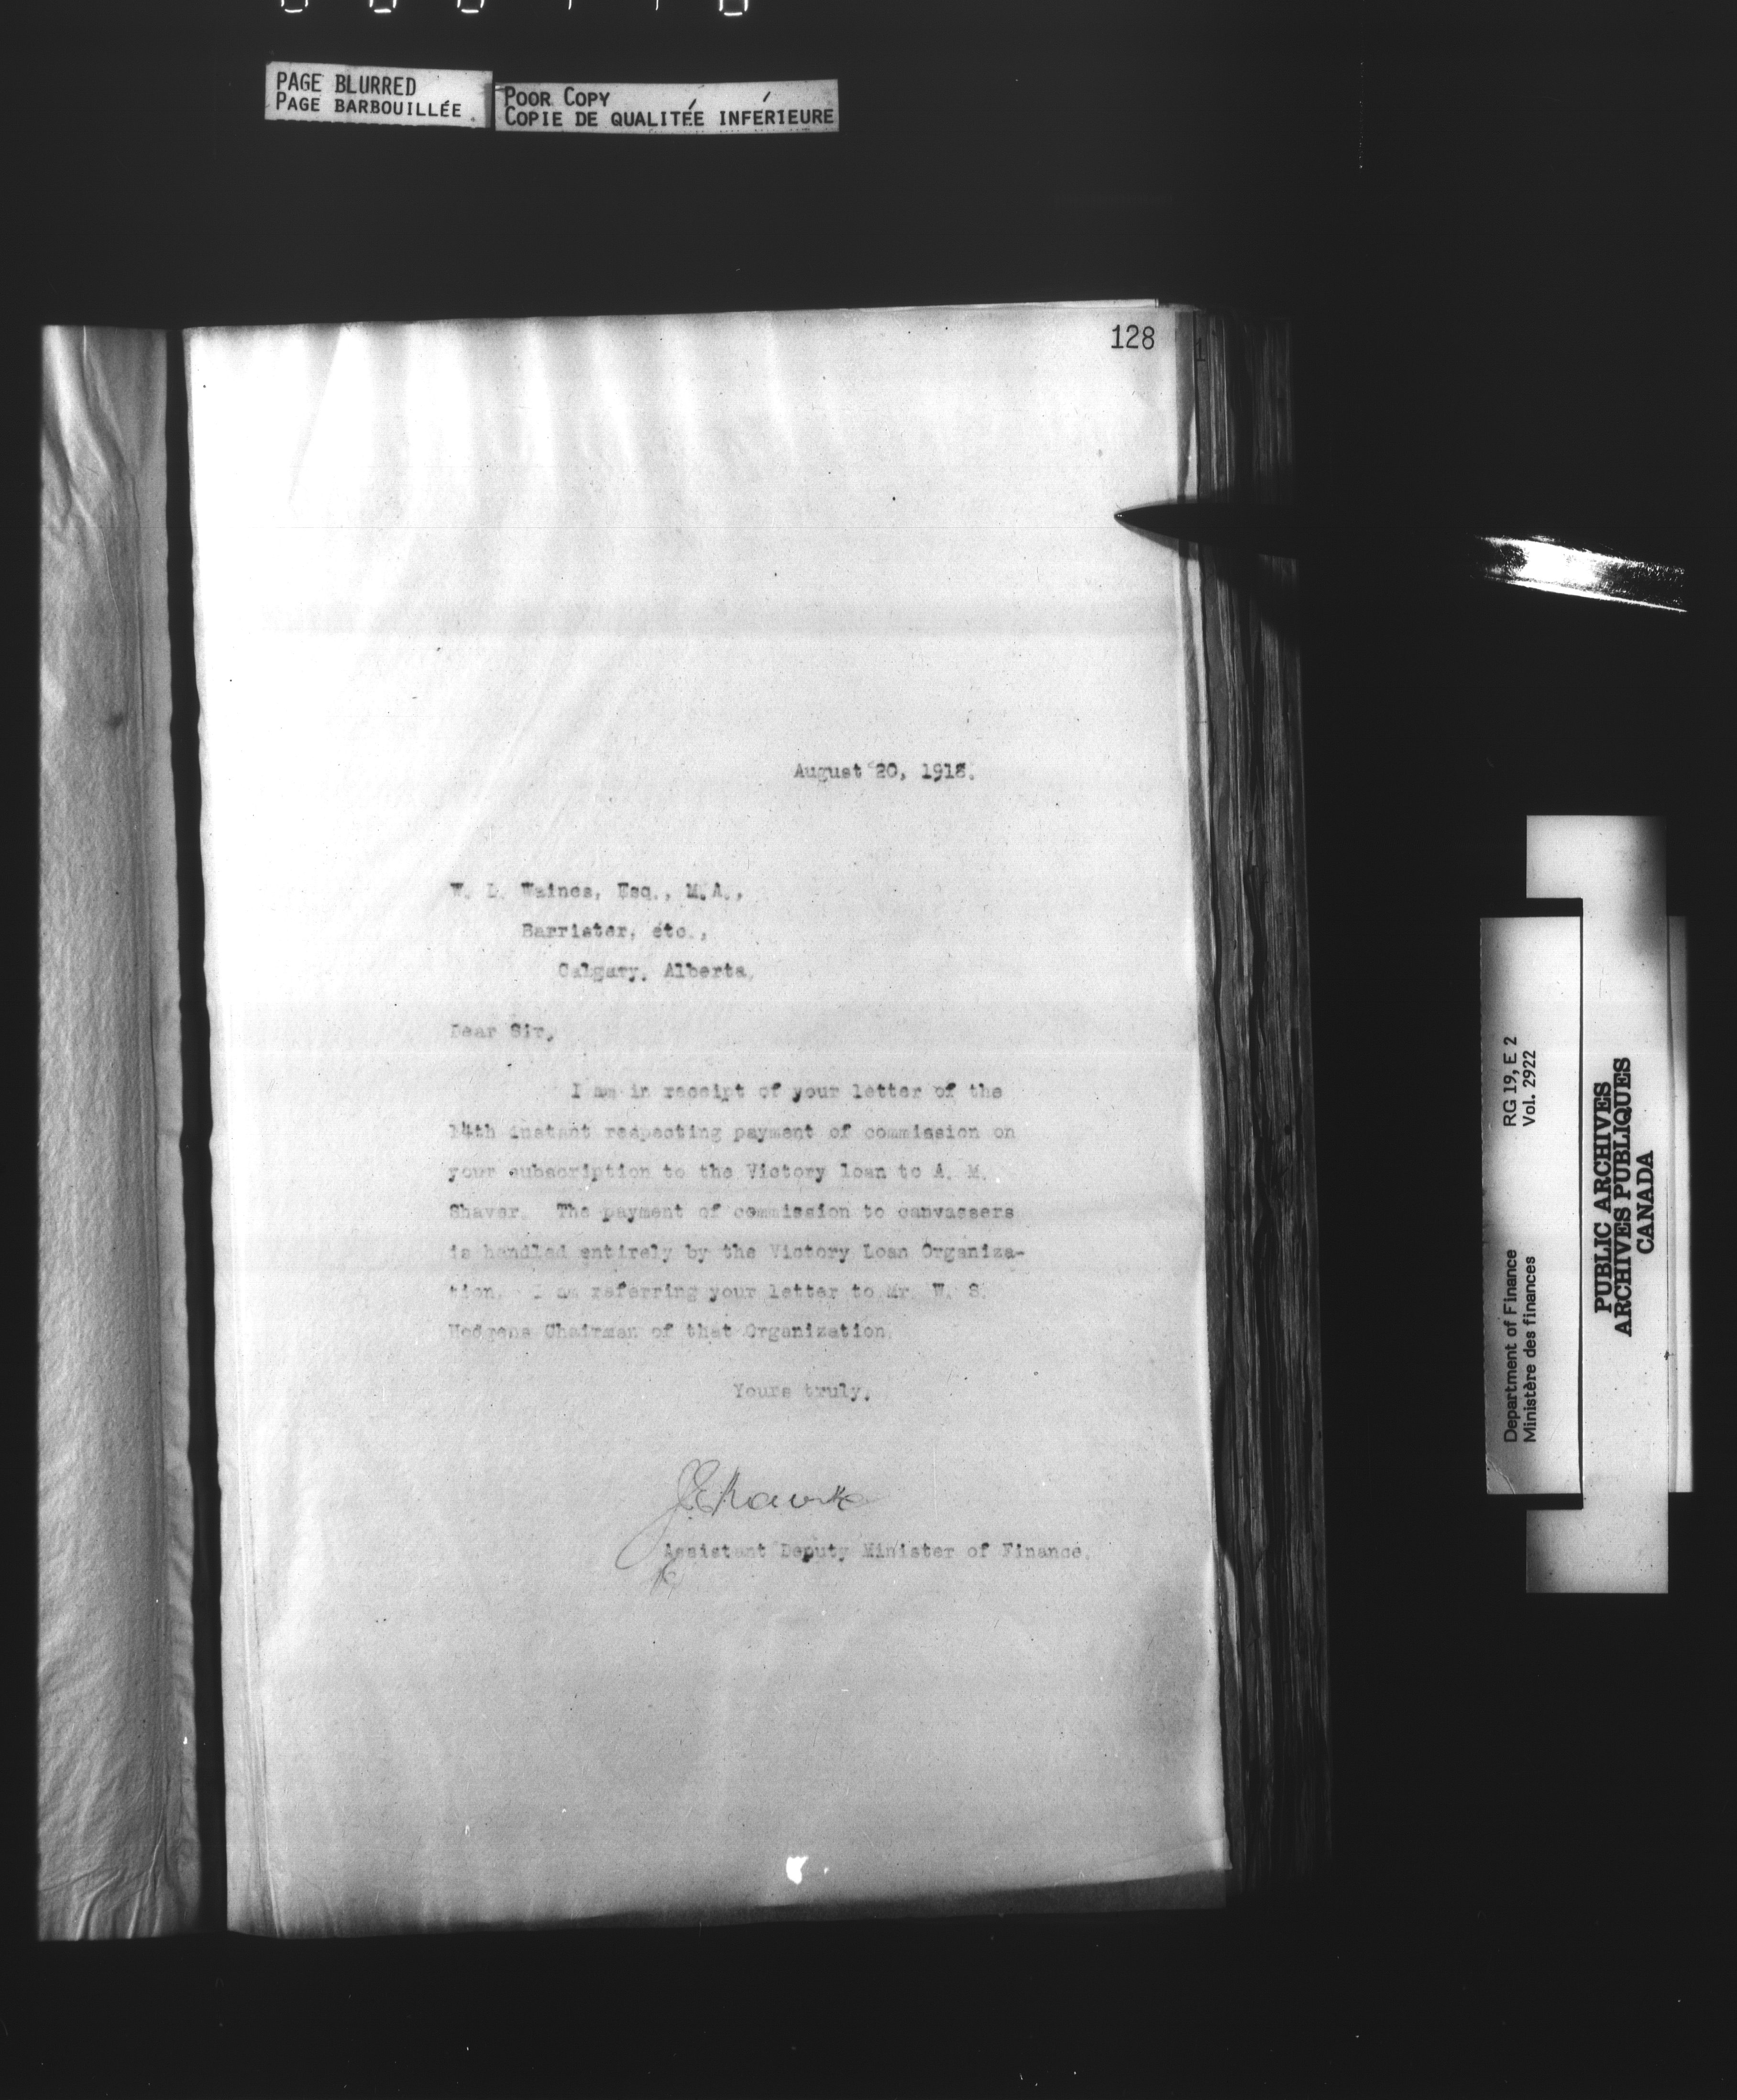 PAGE BLURRED
PAGE BARBOUILLÉE
POOR COPY
COPIE DE QUALITÉE INFÉRIEURE
128
August 20, 1918.
W. D. Waines, Esq., M.A.,
Barrister, etc.,
Calgary, Alberta,
Dear Sir,
I am in receipt of your letter of the
14th instant respecting payment of commission on
your subscription to the Victory loan to A. M.
Shaver. The payment of commission to canvassers
is handled entirely by the Victory Loan Organiza-
tion. I am referring your letter to Mr. W. S.
Hodgens Chairman of that Organization.
Yours truly,
Assistant Deputy Minister of Finance.
RG 19, E 2
Vol. 2922
Department of Finance
Ministère des finances
PUBLIC ARCHIVES
ARCHIVES PUBLIQUES
CANADA